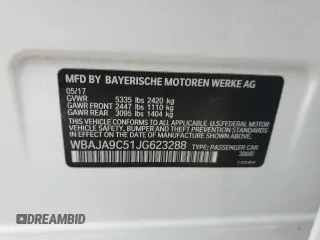 MFD BY BAYERISCHE MOTOREN WERKE AG
05/17
GVWR 5335 lbs 2420 kg
GAWR FRONT 2447 lbs 1110 kg
GAWR REAR 3095 lbs 1404 kg
THIS VEHICLE CONFORMS TO ALL APPLICABLE U.S. FEDERAL MOTOR
VEHICLE SAFETY, BUMPER, AND THEFT PREVENTION STANDARDS
IN EFFECT ON THE DATE OF MANUFACTURE SHOWN ABOVE.
WBAJA9C51JG623288 TYPE: PASSENGER CAR
300/0
DREAMBID